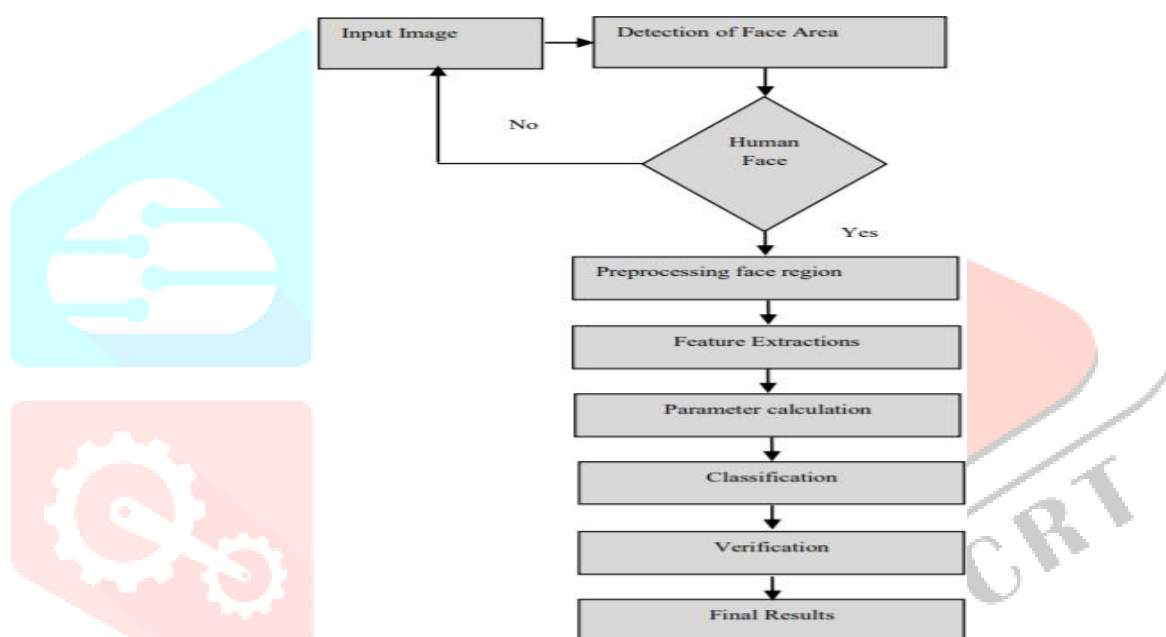 Input Image
Detection of Face Area
No
Human
Face
Yes
Preprocessing face region
Feature Extractions
Parameter calculation
Classification
Verification
Final Results
CRT